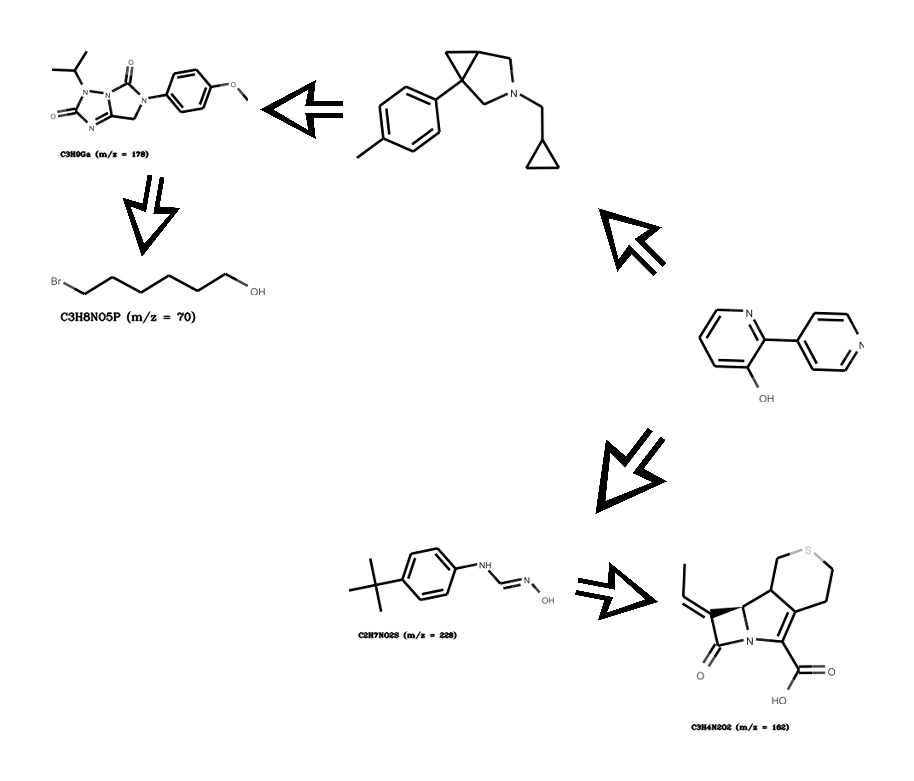 O
N
N
O
N
N
O
C3H9Ga (m/z = 178)
N
Br
OH
C3H8NO5P (m/z = 70)
N
N
OH
NH
N
OH
C2H7NO2S (m/z = 228)
S
N
O
O
HO
C3H4N2O2 (m/z = 162)